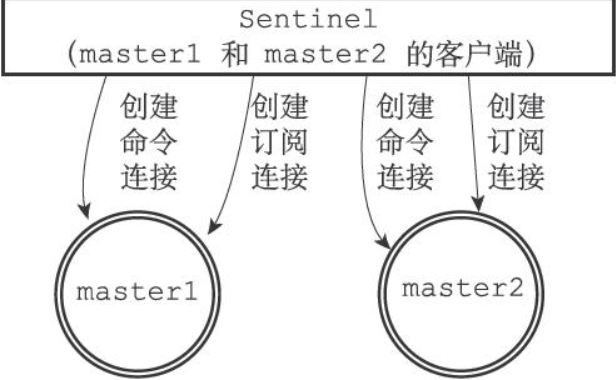 Sentinel
(master1 和 master2 的客户端)
创建
命令
连接
创建
订阅
连接
创建
命令
连接
创建
订阅
连接
master1
master2